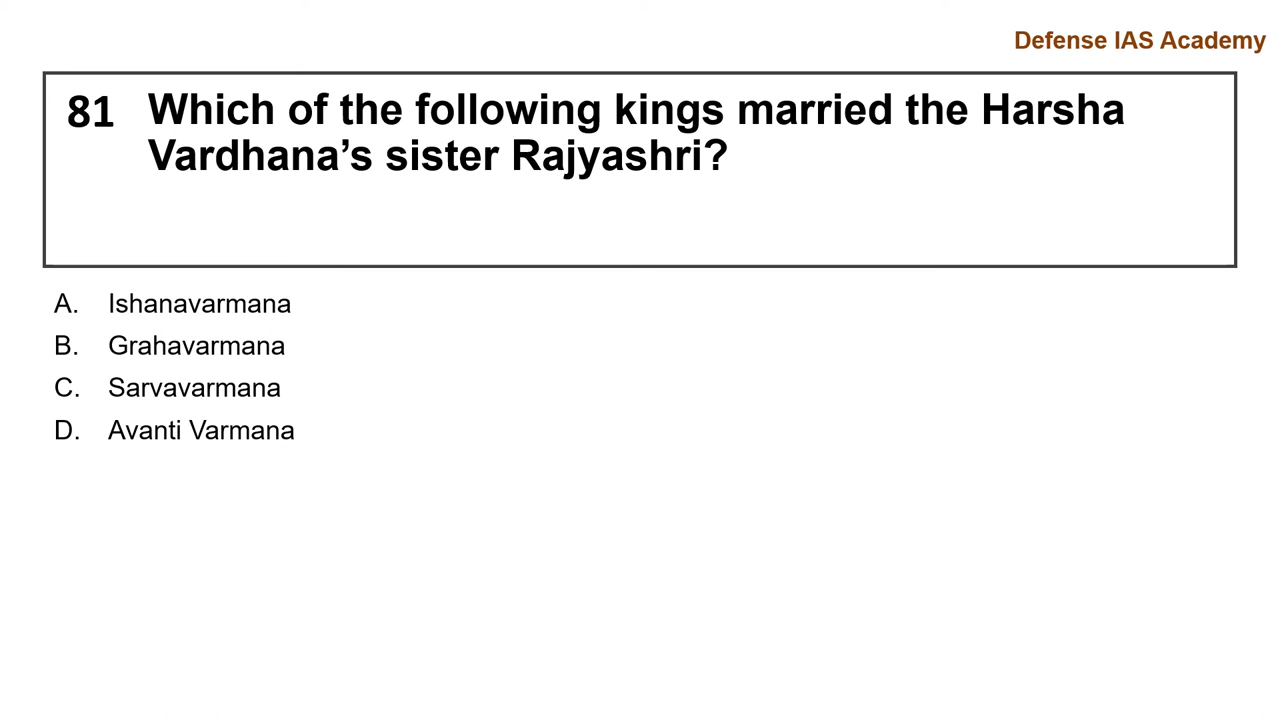 Defense IAS Academy
81 Which of the following kings married the Harsha
Vardhana’s sister Rajyashri?
A. Ishanavarmana
B. Grahavarmana
C. Sarvavarmana
D. Avanti Varmana